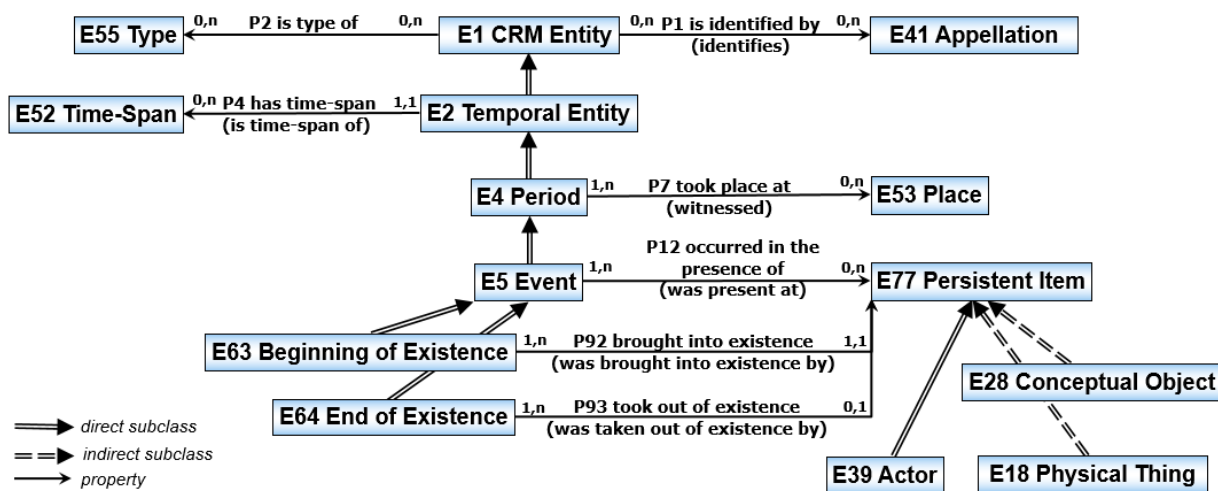 E55 Type
0,n
P2 is type of
0,n
E1 CRM Entity
0,n
P1 is identified by
(identifies)
0,n
E41 Appellation
E52 Time-Span
0,n
P4 has time-span
(is time-span of)
1,1
E2 Temporal Entity
E4 Period
1,n
P7 took place at
(witnessed)
0,n
E53 Place
E5 Event
1,n
P12 occurred in the
presence of
(was present at)
0,n
E77 Persistent Item
E63 Beginning of Existence
1,n
P92 brought into existence
(was brought into existence by)
1,1
E28 Conceptual Object
E64 End of Existence
1,n
P93 took out of existence
(was taken out of existence by)
0,1
direct subclass
indirect subclass
property
E39 Actor
E18 Physical Thing